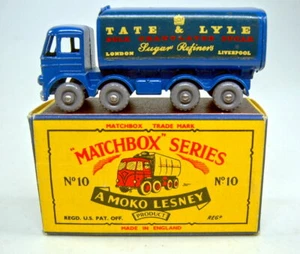 TATE & LYLE
LONDON
LIVERPOOL
Sugar Refiners
MATCHBOX TRADE MARK
"MATCHBOX" SERIES
Nº10
Nº10
A MOKO LESNEY
PRODUCT
REGD. U.S. PAT. OFF.
REGD
MADE IN ENGLAND